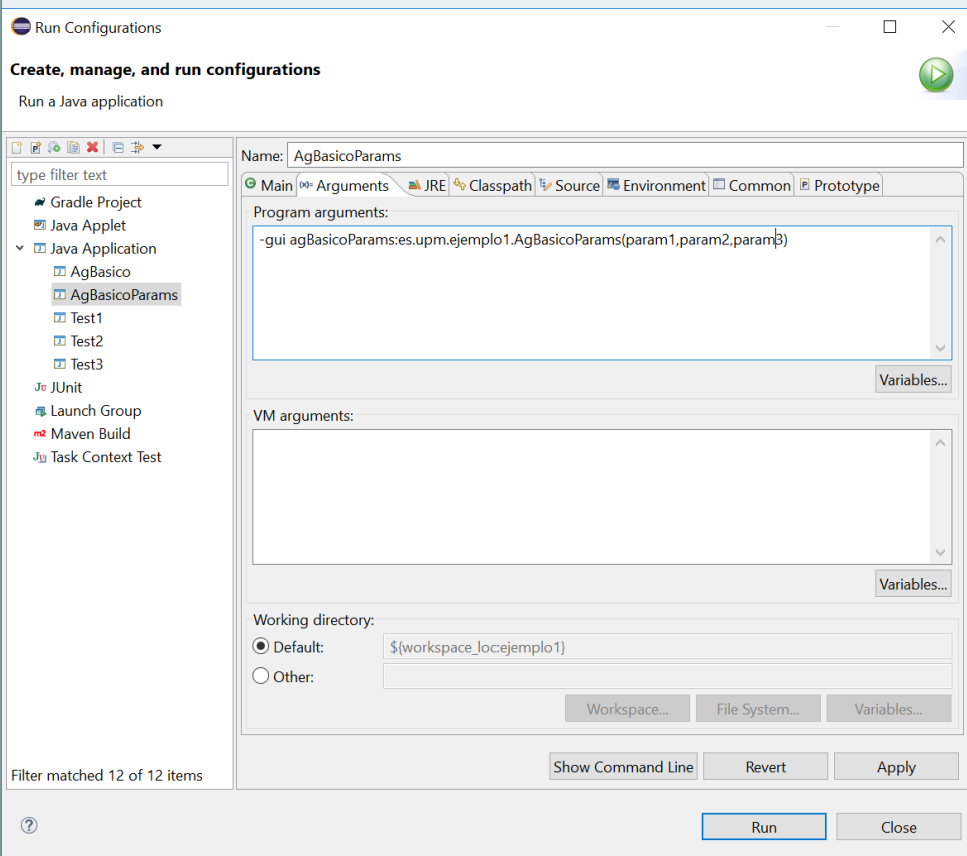 Run Configurations
Create, manage, and run configurations
Run a Java application
type filter text
Gradle Project
Java Applet
Java Application
AgBasico
AgBasicoParams
Test1
Test2
Test3
JUnit
Launch Group
Maven Build
Task Context Test
Filter matched 12 of 12 items
Name: AgBasicoParams
Main Arguments JRE Classpath Source Environment Common Prototype
Program arguments:
-gui agBasicoParams:es.upm.ejemplo1.AgBasicoParams(param1,param2,param3)
Variables...
VM arguments:
Variables...
Working directory:
Default: ${workspace_loc:ejemplo1}
Other:
Workspace... File System... Variables...
Show Command Line Revert Apply
Run Close